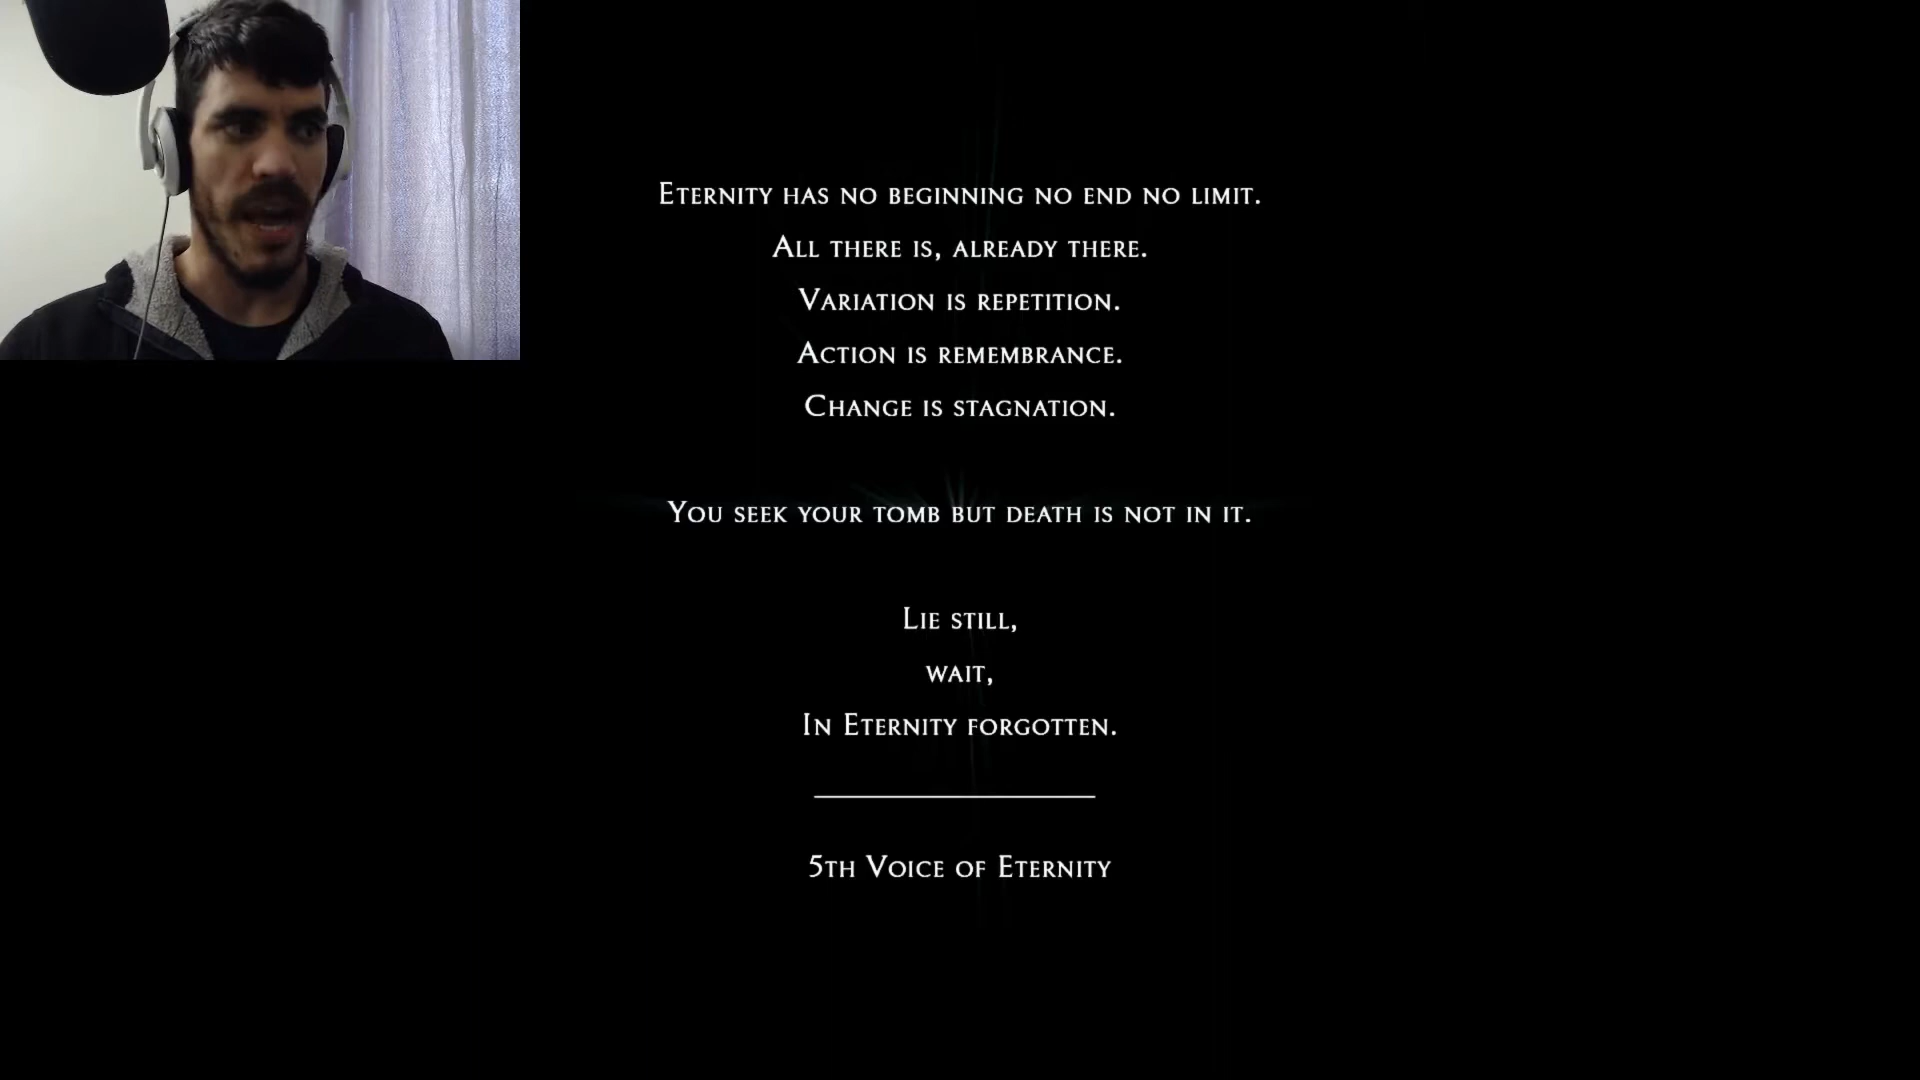 Eternity has no beginning no end no limit.
All there is, already there.
Variation is repetition.
Action is remembrance.
Change is stagnation.
You seek your tomb but death is not in it.
Lie still,
wait,
In Eternity forgotten.
5th Voice of Eternity